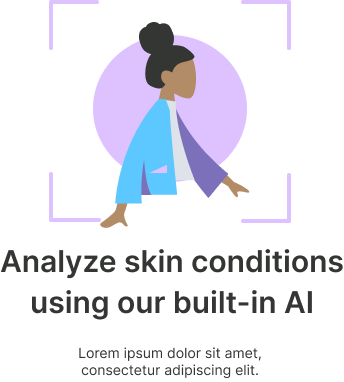 Analyze skin conditions
using our built-in AI
Lorem ipsum dolor sit amet,
consectetur adipiscing elit.